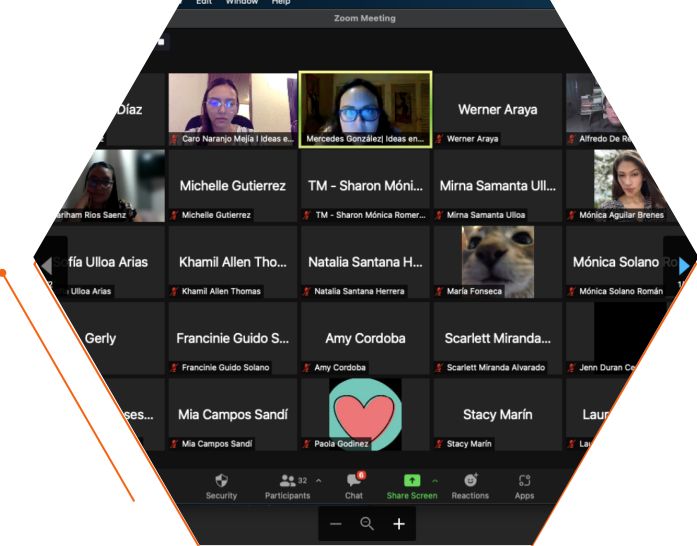 Edit Window Help
Zoom Meeting
Díaz
Werner Araya
Caro Naranjo Mejía I Ideas e...
Mercedes González| Ideas en...
Werner Araya
Alfredo De
Michelle Gutierrez
TM - Sharon Móni...
Mirna Samanta Ull...
Rios Saenz
Michelle Gutierrez
TM - Sharon Mónica Romer...
Mirna Samanta Ulloa
Mónica Aguilar Brenes
Ulloa Arias
Khamil Allen Tho...
Natalia Santana H...
Mónica Solano
Ulloa Arias
Khamil Allen Thomas
Natalia Santana Herrera
María Fonseca
Mónica Solano Román
Gerly
Francinie Guido S...
Amy Cordoba
Scarlett Miranda...
Francinie Guido Solano
Amy Cordoba
Scarlett Miranda Alvarado
Jenn Duran
Mia Campos Sandí
Stacy Marín
Mia Campos Sandí
Paola Godinez
Stacy Marín
Security
Participants
32
Chat
6
Share Screen
Reactions
Apps